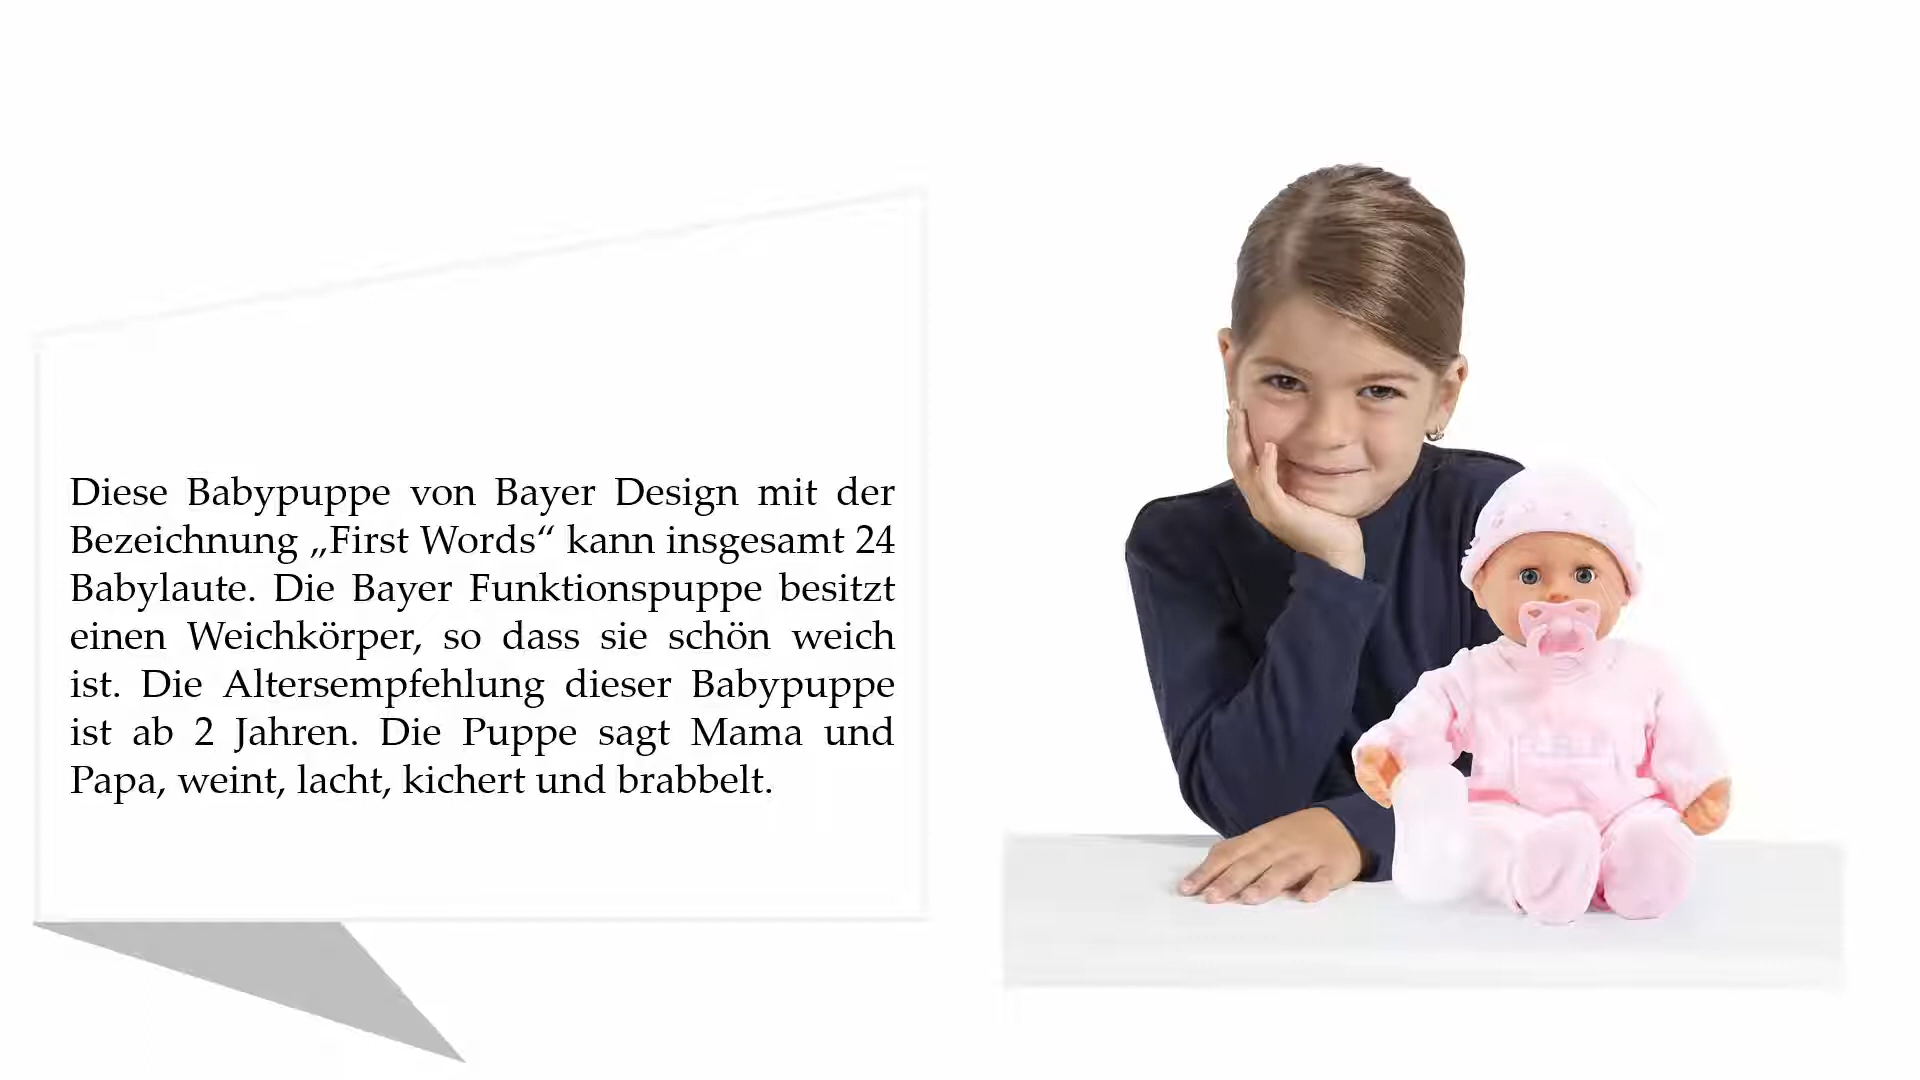 Diese Babypuppe von Bayer Design mit der
Bezeichnung „First Words“ kann insgesamt 24
Babylaute. Die Bayer Funktionspuppe besitzt
einen Weichkörper, so dass sie schön weich
ist. Die Altersempfehlung dieser Babypuppe
ist ab 2 Jahren. Die Puppe sagt Mama und
Papa, weint, lacht, kichert und brabbelt.